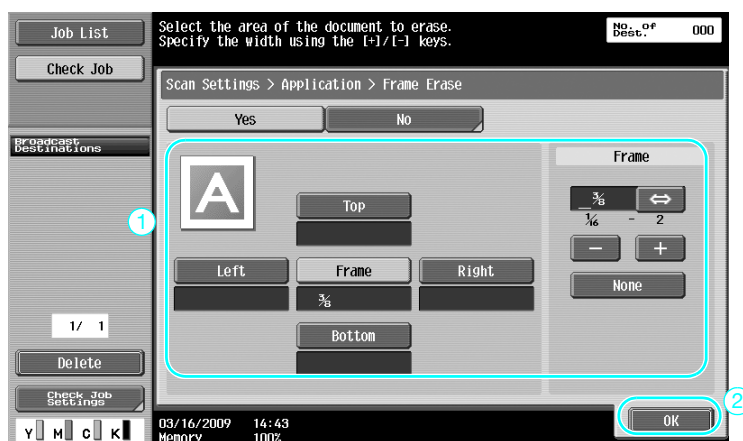 Job List
Check Job
Select the area of the document to erase.
Specify the width using the [+]/[-] keys.
No. of
Dest.
000
Scan Settings > Application > Frame Erase
Yes
No
Broadcast
Destinations
1
A
Top
Left
Frame
Right
3/8
Bottom
Frame
_3/8
1/16 - 2
−
+
None
1/ 1
Delete
Check Job
Settings
2
OK
Y M C K
03/16/2009 14:43
Memory 100%